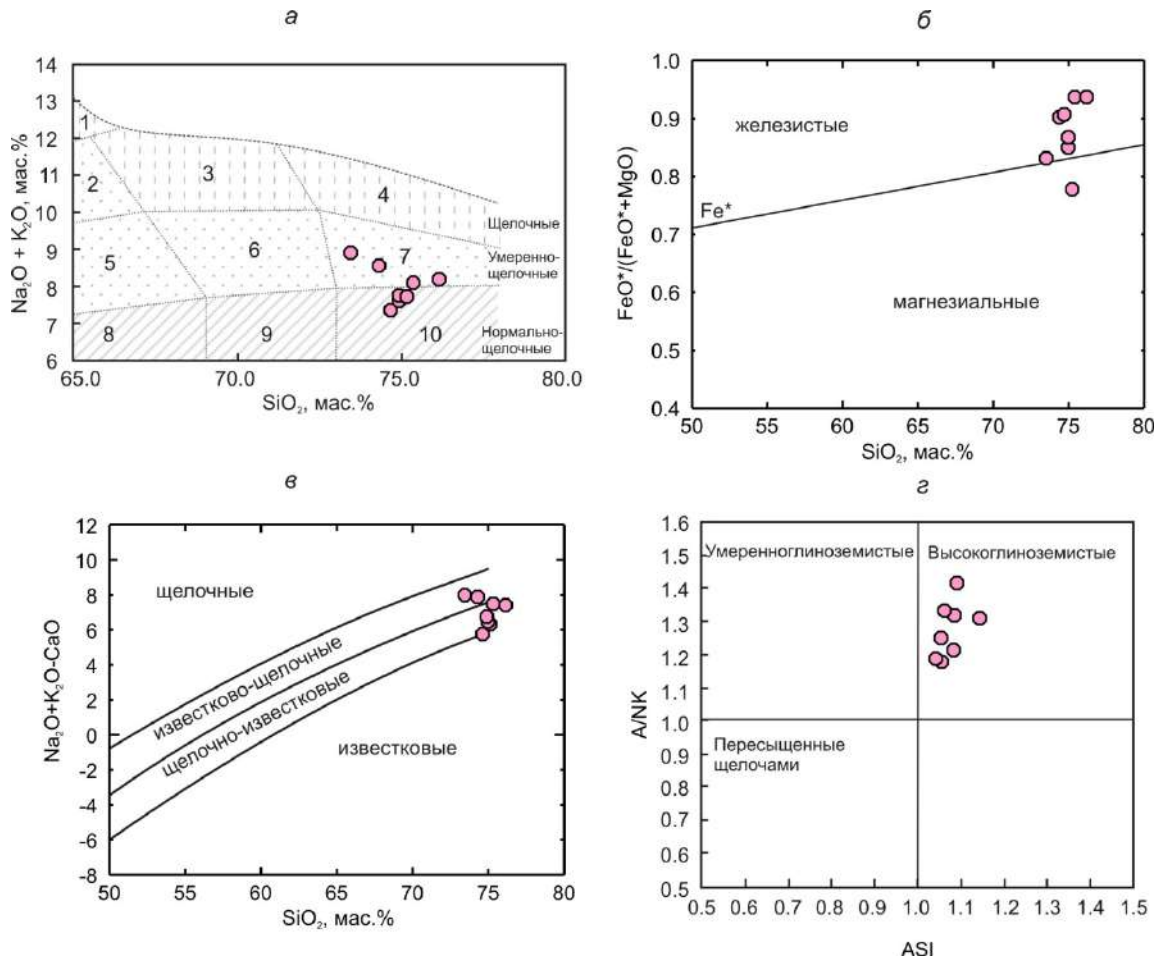 а
14
13
12
11
10
9
8
7
6
Na₂O + K₂O, мас.%
1
2
3
4
5
6
7
8
9
10
Щелочные
Умеренно-
щелочные
Нормально-
щелочные
65.0
70.0
75.0
80.0
SiO₂, мас.%
б
1.0
0.9
0.8
0.7
0.6
0.5
0.4
FeO*/(FeO*+MgO)
железистые
Fe*
магнезиальные
50
55
60
65
70
75
80
SiO₂, мас.%
в
12
10
8
6
4
2
0
-2
-4
-6
-8
Na₂O+K₂O-CaO
щелочные
известково-щелочные
щелочно-известковые
известковые
50
55
60
65
70
75
80
SiO₂, мас.%
г
1.6
1.5
1.4
1.3
1.2
1.1
1.0
0.9
0.8
0.7
0.6
0.5
A/NK
Умеренноглиноземистые
Высокоглиноземистые
Пересыщенные
щелочами
0.5
0.6
0.7
0.8
0.9
1.0
1.1
1.2
1.3
1.4
1.5
ASI